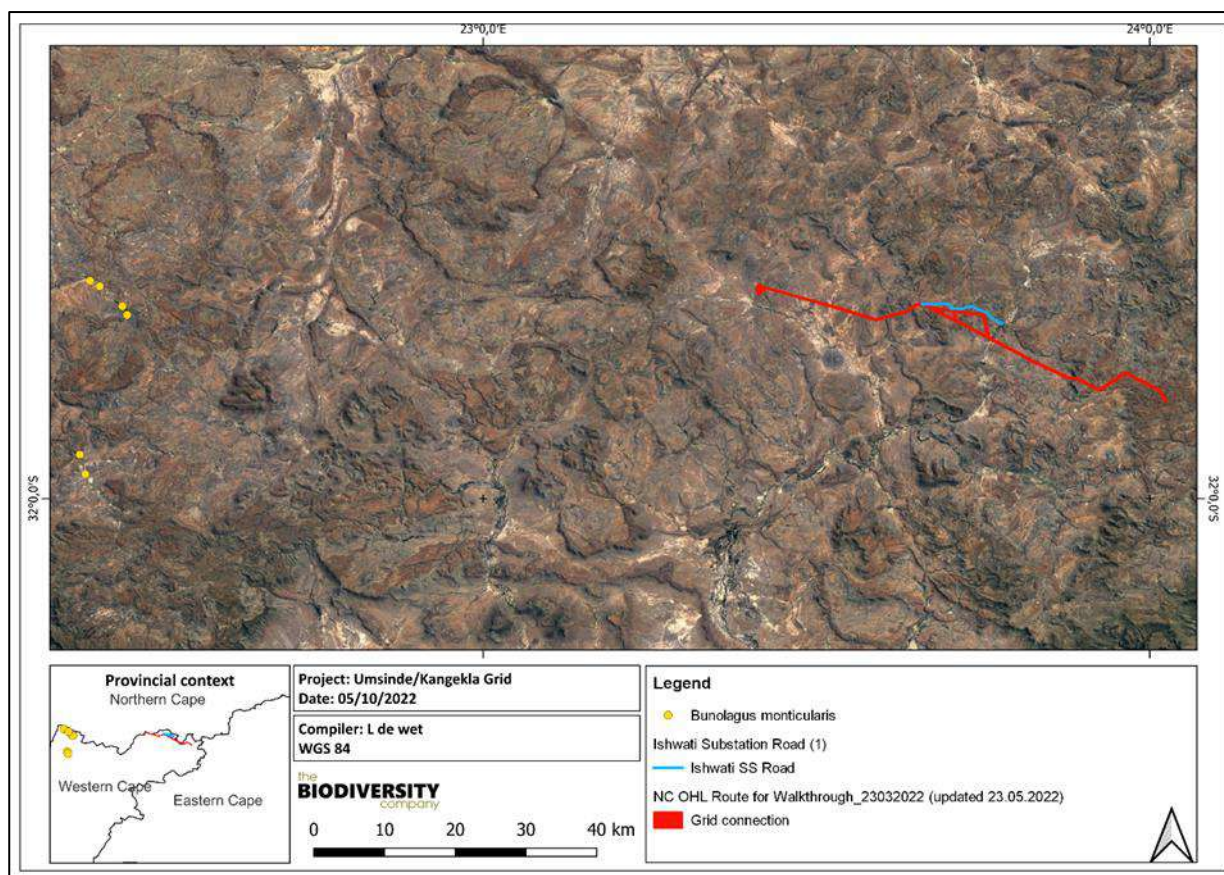 23°0,0'E
24°0,0'E
32°0,0'S
32°0,0'S
Provincial context
Northern Cape
Western Cape
Eastern Cape
Project: Umsinde/Kangekla Grid
Date: 05/10/2022
Compiler: L de wet
WGS 84
the
BIODIVERSITY
company
0 10 20 30 40 km
Legend
Bunolagus monticularis
Ishwati Substation Road (1)
Ishwati SS Road
NC OHL Route for Walkthrough_23032022 (updated 23.05.2022)
Grid connection